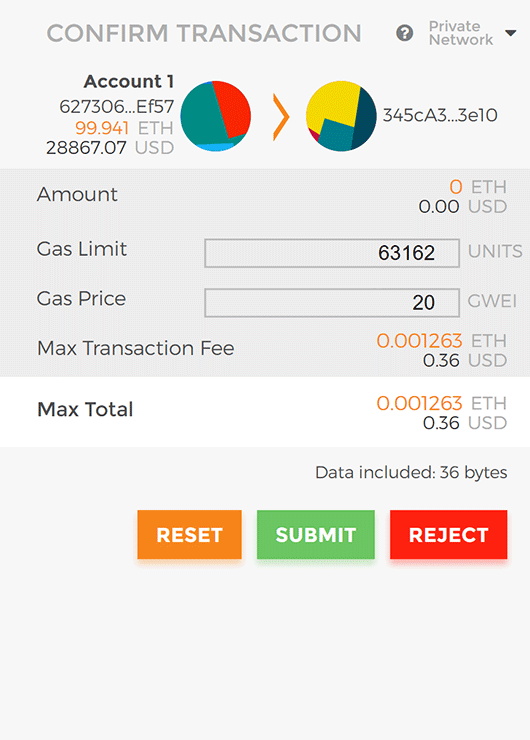 CONFIRM TRANSACTION
? Private Network
Account 1
627306...Ef57
99.941 ETH
28867.07 USD
345cA3...3e10
Amount
0 ETH
0.00 USD
Gas Limit 63162 UNITS
Gas Price 20 GWEI
Max Transaction Fee
0.001263 ETH
0.36 USD
Max Total
0.001263 ETH
0.36 USD
Data included: 36 bytes
RESET SUBMIT REJECT